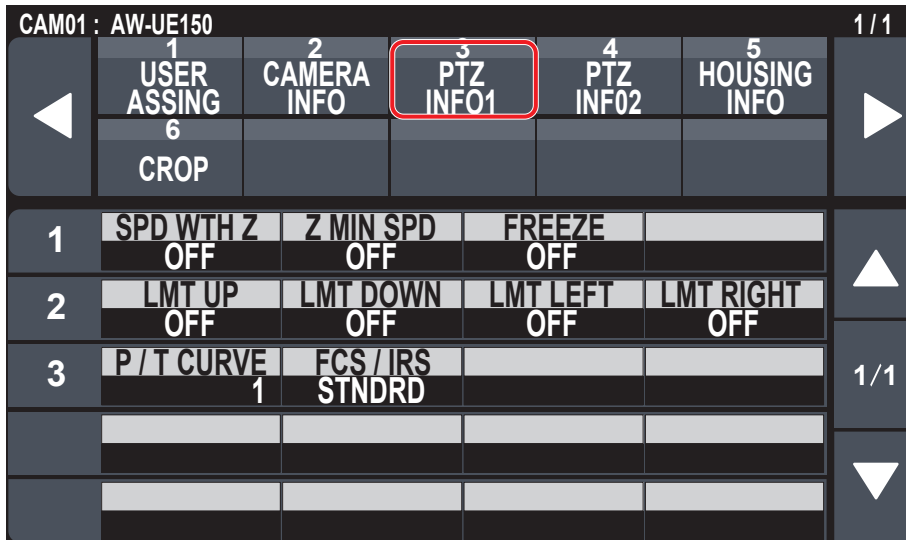 CAM01 : AW-UE150 1 / 1
1 2 3 4 5
USER ASSING
CAMERA INFO
PTZ INFO1
PTZ INF02
HOUSING INFO
6
CROP
1 SPD WTH Z Z MIN SPD FREEZE
OFF OFF OFF
2 LMT UP LMT DOWN LMT LEFT LMT RIGHT
OFF OFF OFF OFF
3 P / T CURVE FCS / IRS
1 STNDRD
1/1